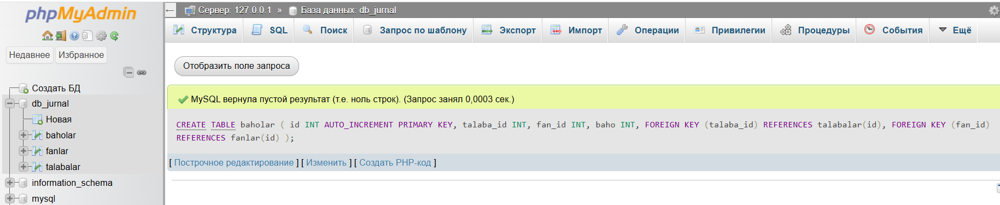 phpMyAdmin
Недавнее Избранное
Создать БД
db_jurnal
Новая
baholar
fanlar
talabalar
information_schema
mysql
← Сервер: 127.0.0.1 » База данных: db_jurnal
Структура SQL Поиск Запрос по шаблону Экспорт Импорт Операции Привилегии Процедуры События Ещё
Отобразить поле запроса
MySQL вернула пустой результат (т.е. ноль строк). (Запрос занял 0,0003 сек.)
CREATE TABLE baholar ( id INT AUTO_INCREMENT PRIMARY KEY, talaba_id INT, fan_id INT, baho INT, FOREIGN KEY (talaba_id) REFERENCES talabalar(id), FOREIGN KEY (fan_id)
REFERENCES fanlar(id) );
[ Построчное редактирование ] [ Изменить ] [ Создать PHP-код ]